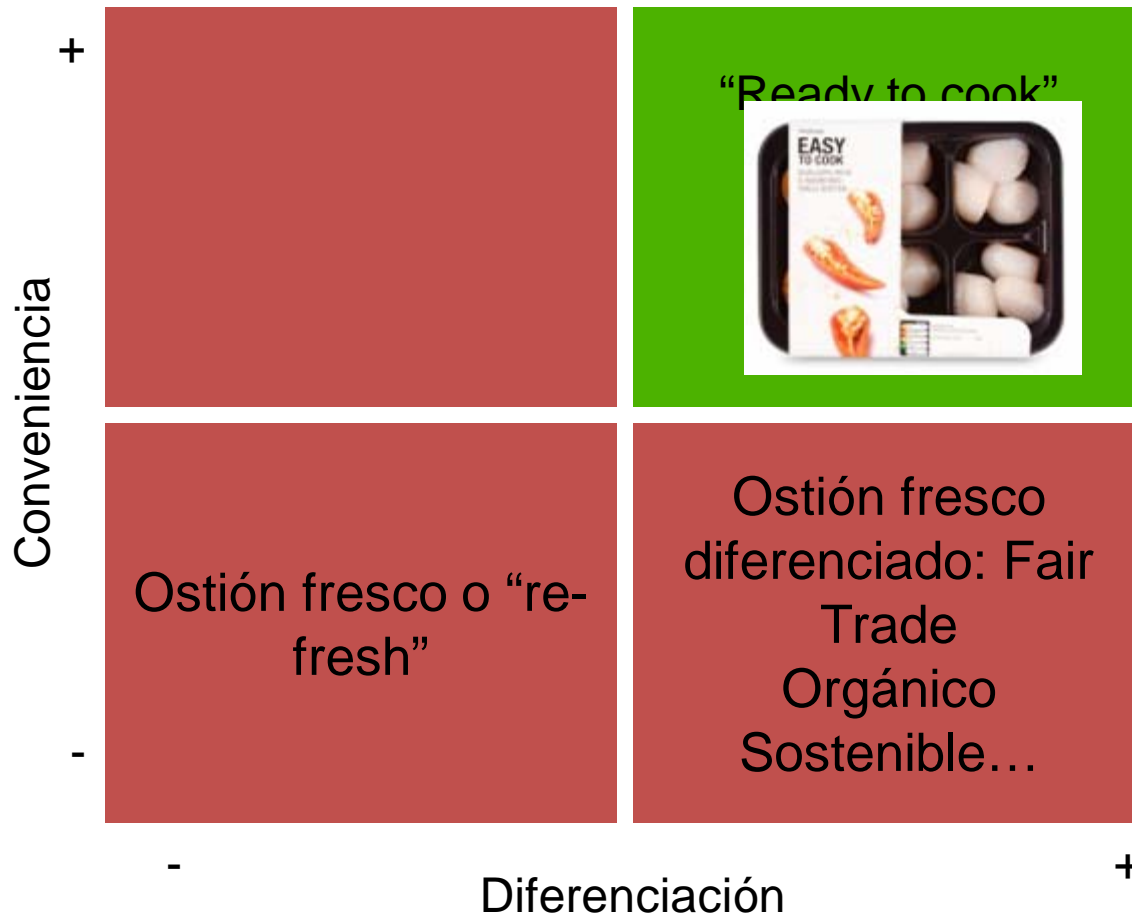 +
“Ready to cook”
EASY
TO COOK
Conveniencia
Ostión fresco o “re-
fresh”
Ostión fresco
diferenciado: Fair
Trade
Orgánico
Sostenible…
-
-
+
Diferenciación